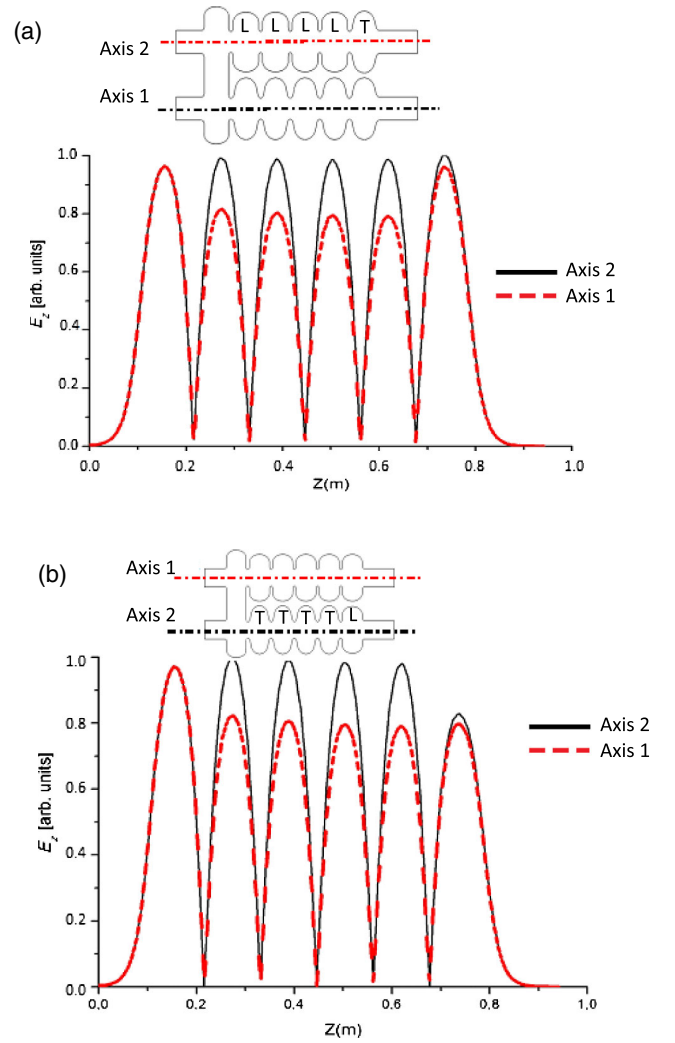 (a)
L L L L T
Axis 2
Axis 1
1.0
0.8
0.6
0.4
0.2
0.0
E_z [arb. units]
Axis 2
Axis 1
0.0 0.2 0.4 0.6 0.8 1.0
Z(m)
(b)
Axis 1
Axis 2
T T T T L
1.0
0.8
0.6
0.4
0.2
0.0
E_z [arb. units]
Axis 2
Axis 1
0.0 0.2 0.4 0.6 0.8 1.0
Z(m)